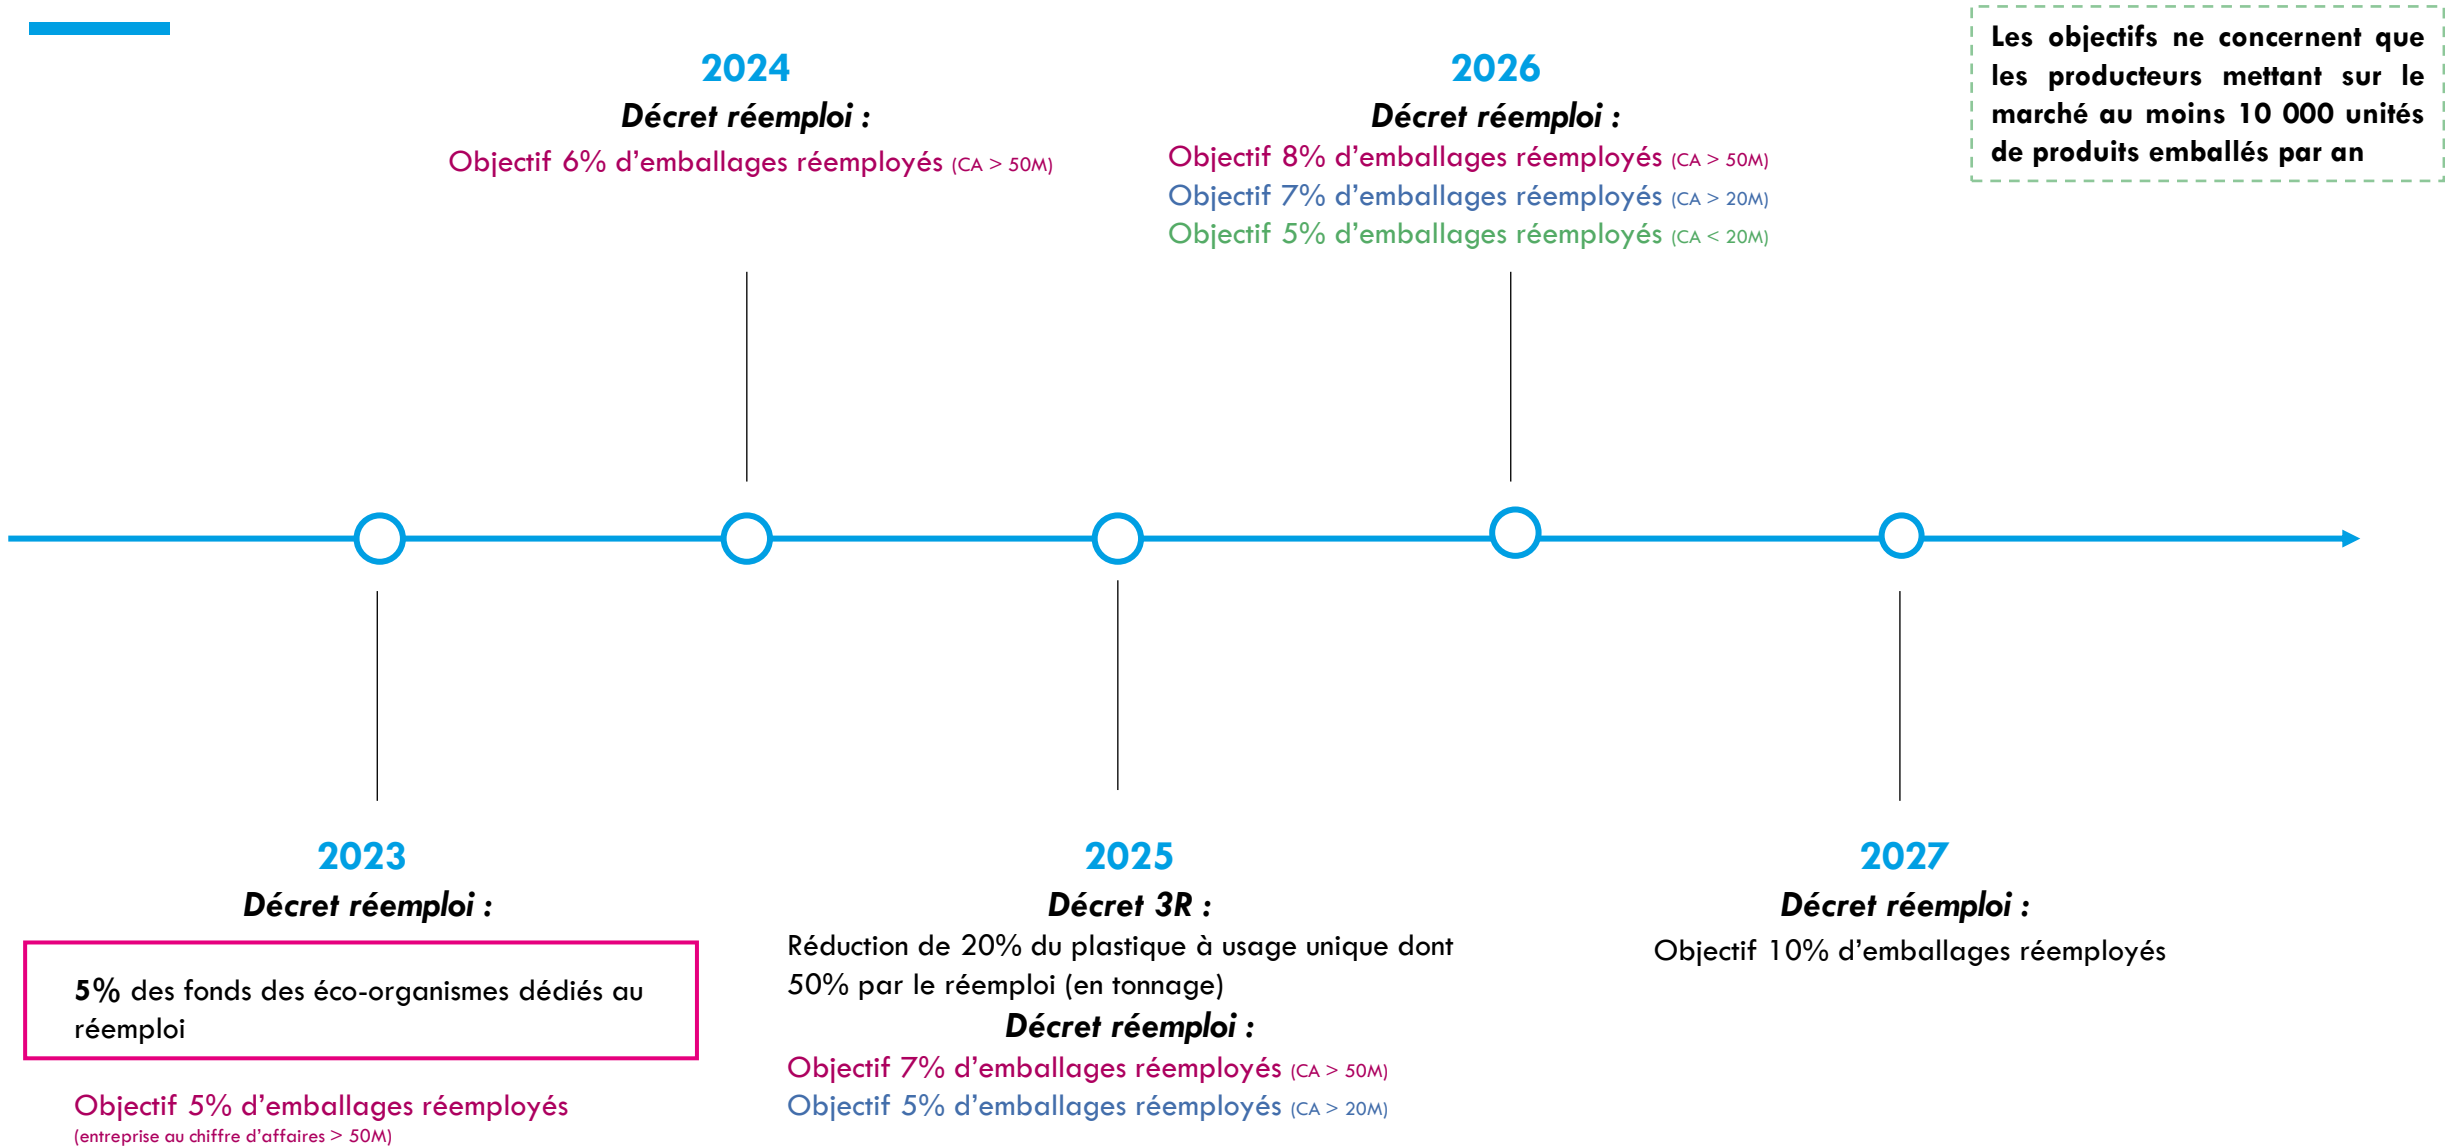 2024
Décret réemploi :
Objectif 6% d’emballages réemployés (CA > 50M)
2026
Décret réemploi :
Objectif 8% d’emballages réemployés (CA > 50M)
Objectif 7% d’emballages réemployés (CA > 20M)
Objectif 5% d’emballages réemployés (CA < 20M)
Les objectifs ne concernent que
les producteurs mettant sur le
marché au moins 10 000 unités
de produits emballés par an
2023
Décret réemploi :
5% des fonds des éco-organismes dédiés au
réemploi
Objectif 5% d’emballages réemployés
(entreprise au chiffre d’affaires > 50M)
2025
Décret 3R :
Réduction de 20% du plastique à usage unique dont
50% par le réemploi (en tonnage)
Décret réemploi :
Objectif 7% d’emballages réemployés (CA > 50M)
Objectif 5% d’emballages réemployés (CA > 20M)
2027
Décret réemploi :
Objectif 10% d’emballages réemployés